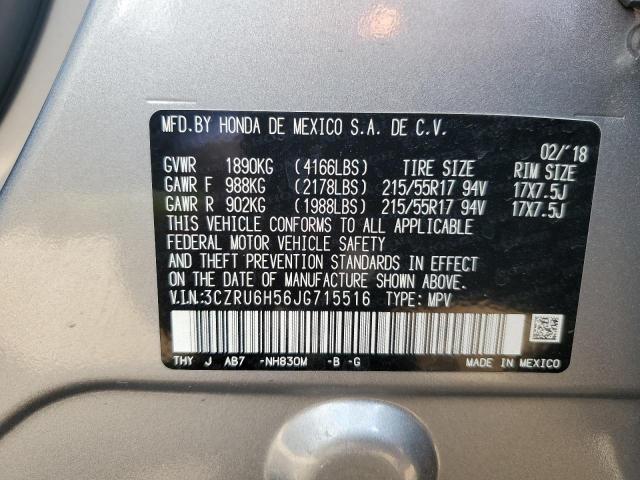 MFD.BY HONDA DE MEXICO S.A. DE C.V.
02/'18
GVWR 1890KG (4166LBS) TIRE SIZE RIM SIZE
GAWR F 988KG (2178LBS) 215/55R17 94V 17X7.5J
GAWR R 902KG (1988LBS) 215/55R17 94V 17X7.5J
THIS VEHICLE CONFORMS TO ALL APPLICABLE
FEDERAL MOTOR VEHICLE SAFETY
AND THEFT PREVENTION STANDARDS IN EFFECT
ON THE DATE OF MANUFACTURE SHOWN ABOVE.
V.I.N:3CZRU6H56JG715516 TYPE: MPV
THY J AB7 -NH830M -B -G MADE IN MEXICO